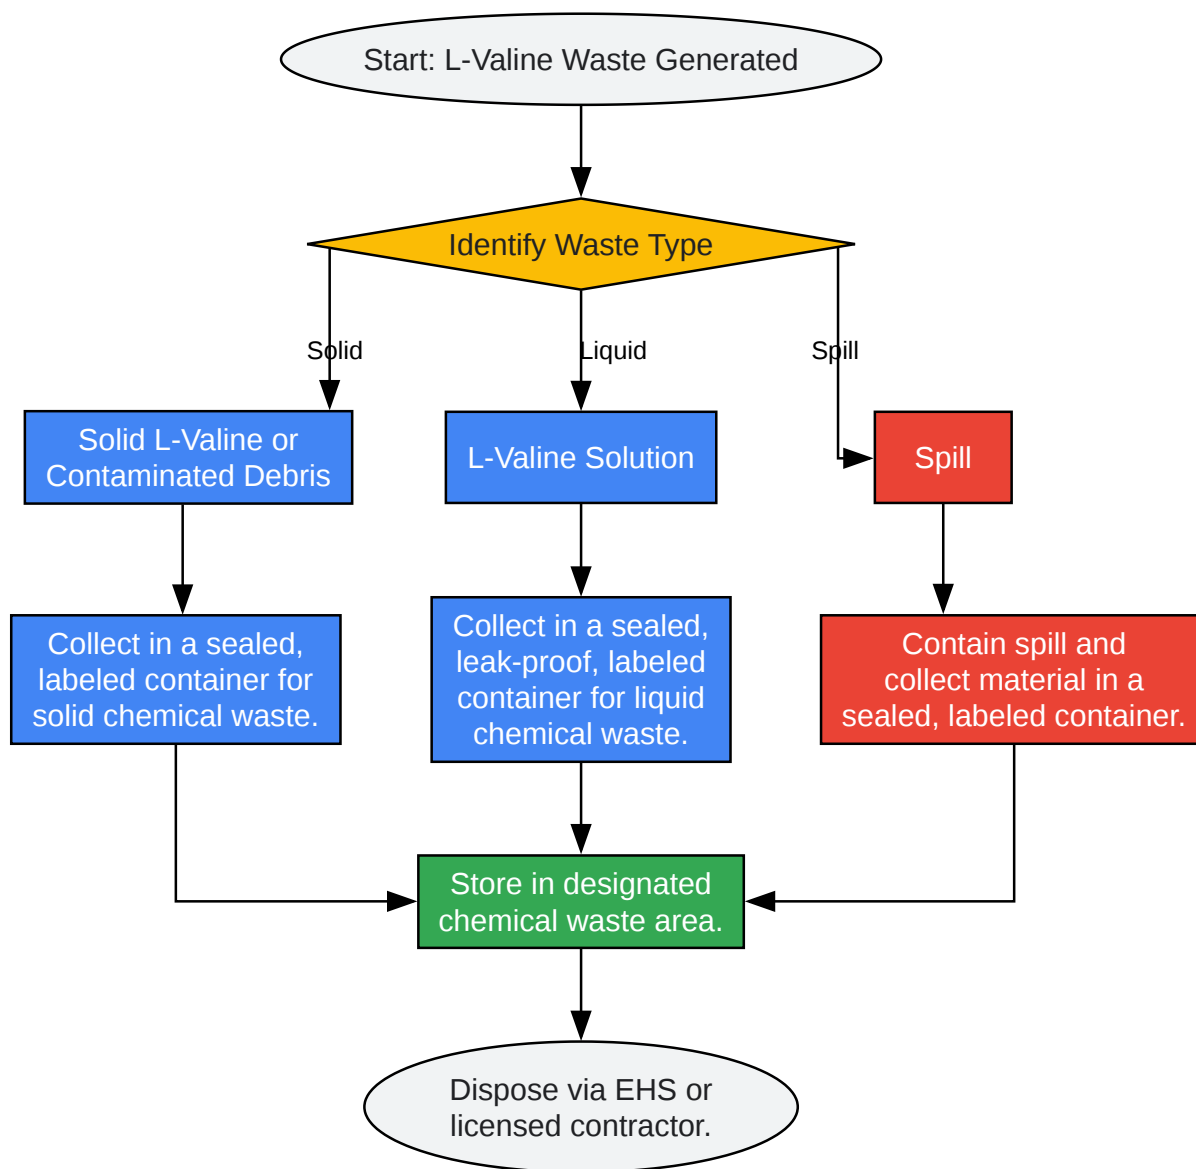 Start: L-Valine Waste Generated
Identify Waste Type
Solid
Liquid
Spill
Solid L-Valine or
Contaminated Debris
L-Valine Solution
Spill
Collect in a sealed,
labeled container for
solid chemical waste.
Collect in a sealed,
leak-proof, labeled
container for liquid
chemical waste.
Contain spill and
collect material in a
sealed, labeled container.
Store in designated
chemical waste area.
Dispose via EHS or
licensed contractor.